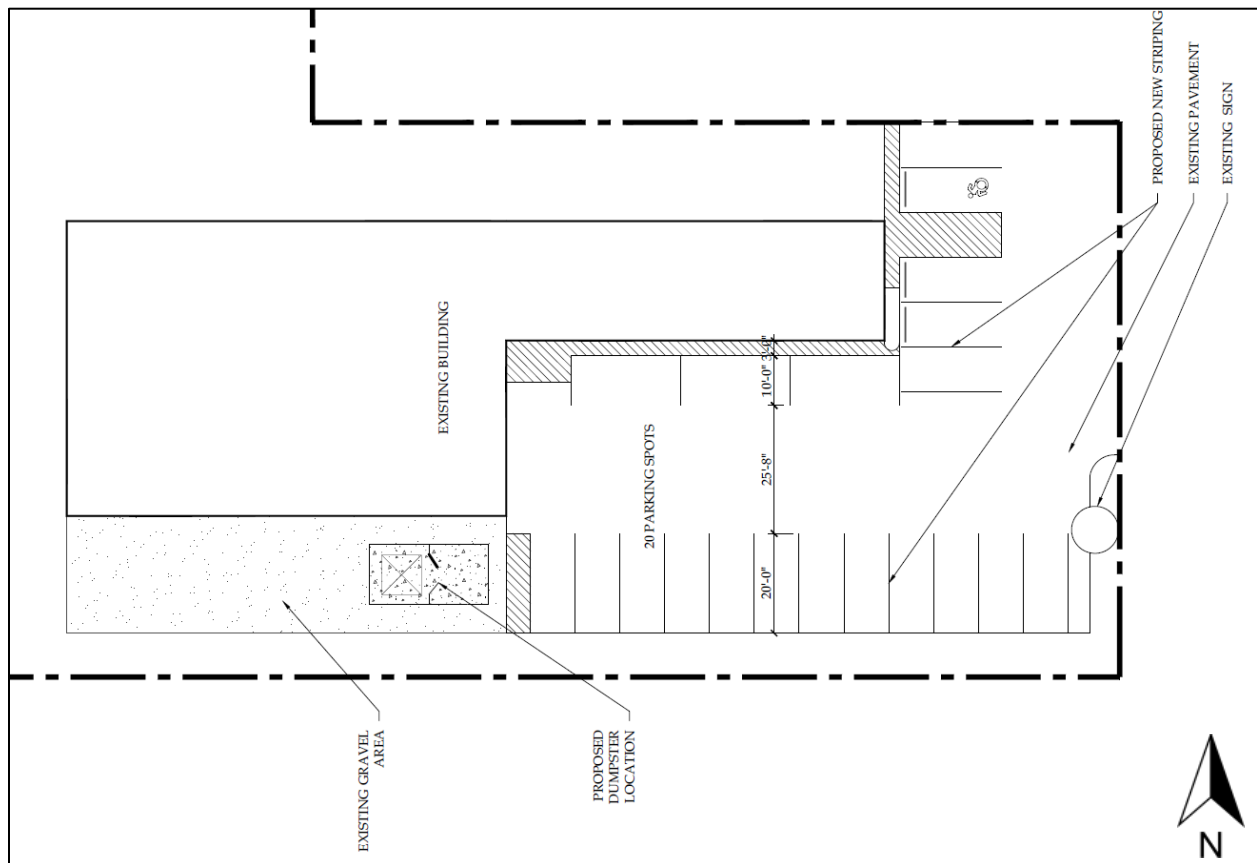 PROPOSED NEW STRIPING
EXISTING PAVEMENT
EXISTING SIGN
EXISTING BUILDING
20 PARKING SPOTS
10'-0"
25'-8"
20'-0"
EXISTING GRAVEL
AREA
PROPOSED
DUMPSTER
LOCATION
N